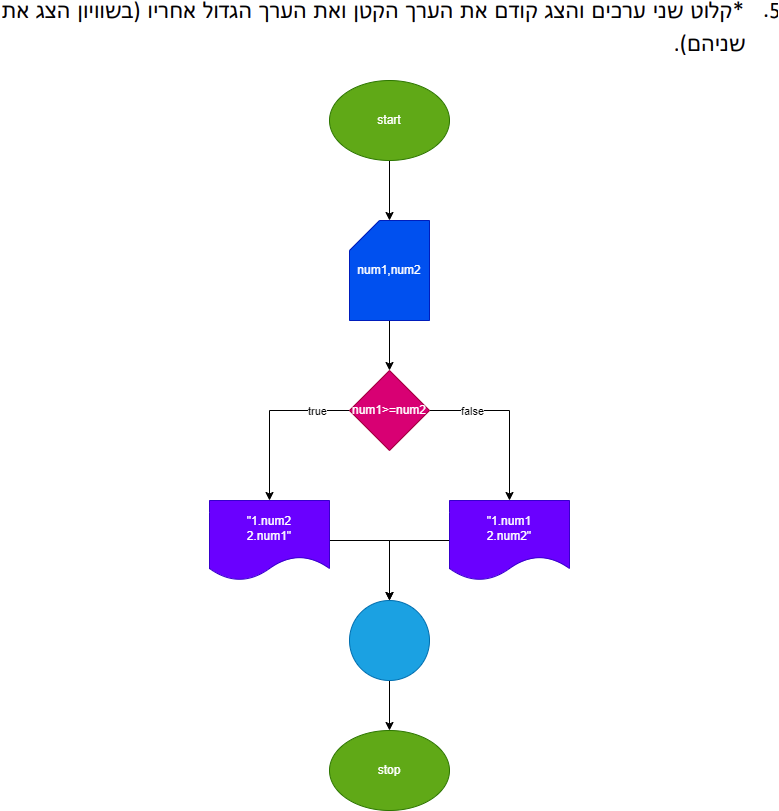 5. *קלוט שני ערכים והצג קודם את הערך הקטן ואת הערך הגדול אחריו (בשוויון הצג את
שניהם).
start
num1,num2
num1>=num2
true
false
"1.num2
2.num1"
"1.num1
2.num2"
stop